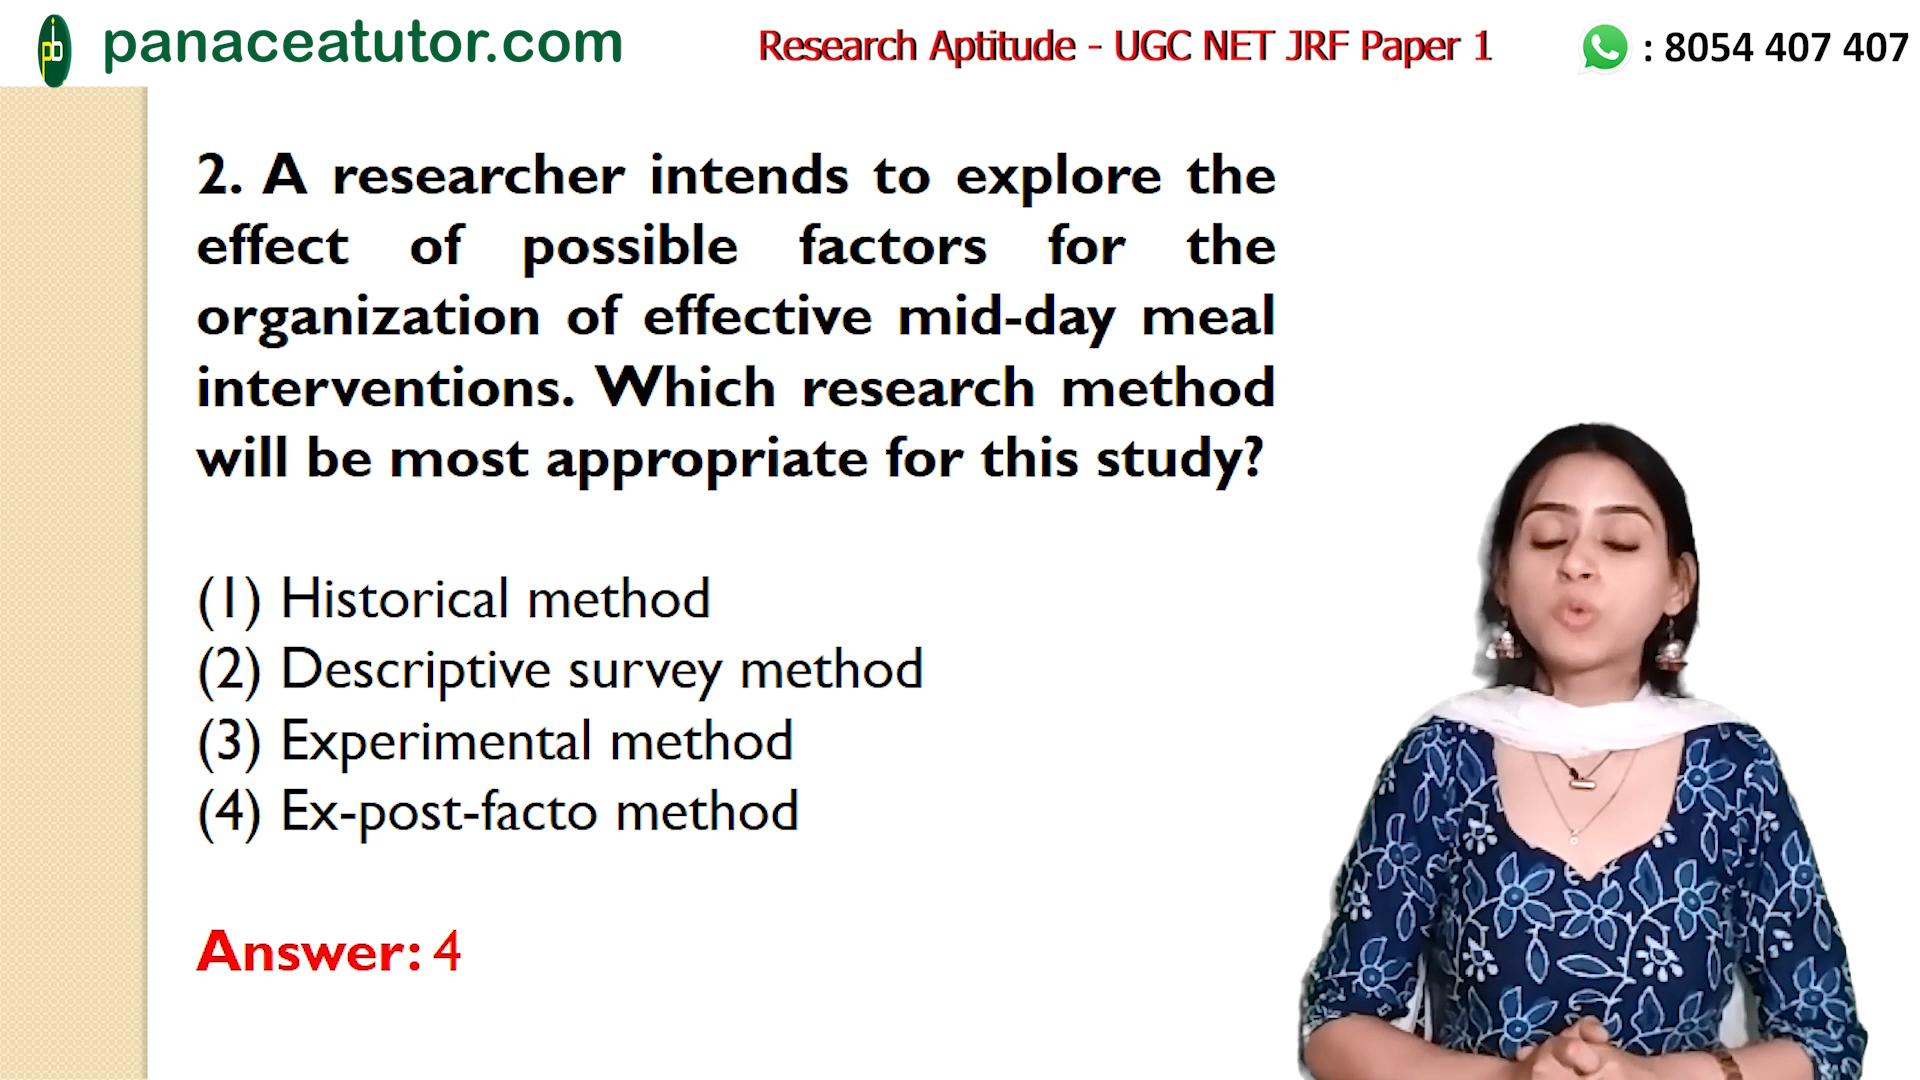 pb panaceatutor.com
Research Aptitude - UGC NET JRF Paper 1
: 8054 407 407
2. A researcher intends to explore the
effect of possible factors for the
organization of effective mid-day meal
interventions. Which research method
will be most appropriate for this study?
(1) Historical method
(2) Descriptive survey method
(3) Experimental method
(4) Ex-post-facto method
Answer: 4